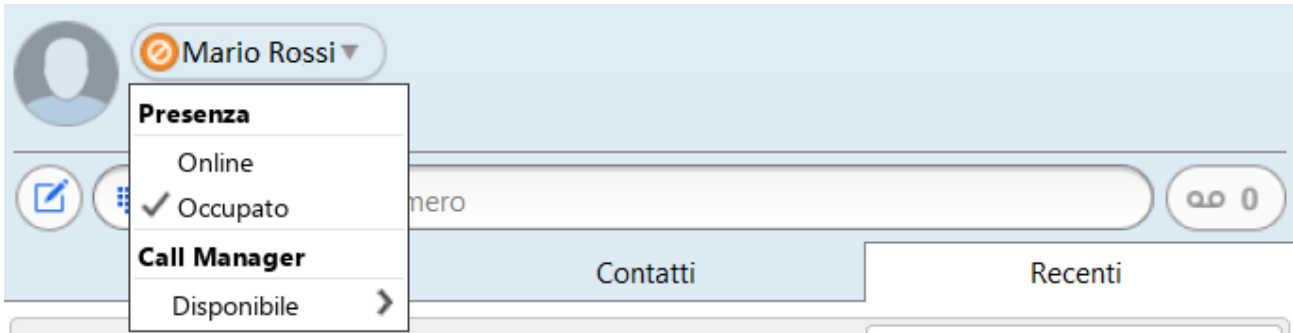 Mario Rossi
Presenza
Online
Occupato
mero
0
Call Manager
Disponibile
Contatti
Recenti